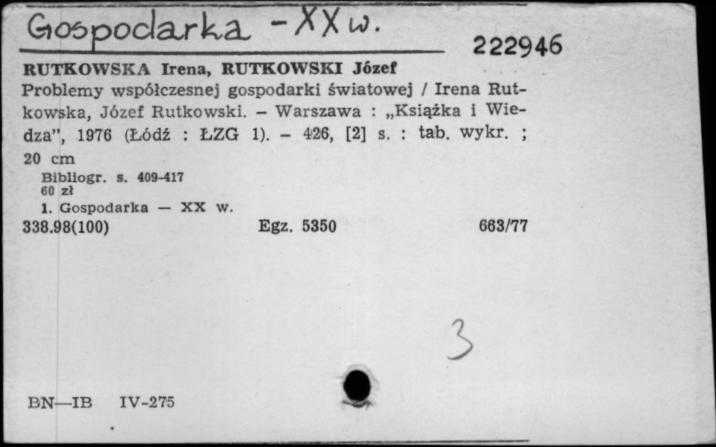 Gospodarka - XX w.
222946
RUTKOWSKA Irena, RUTKOWSKI Józef
Problemy współczesnej gospodarki światowej / Irena Rut-
kowska, Józef Rutkowski. – Warszawa : „Książka i Wie-
dza”, 1976 (Łódź : ŁZG 1). – 426, [2] s. : tab. wykr. ;
20 cm
Bibliogr. s. 409-417
60 zł
1. Gospodarka — XX w.
338.98(100) Egz. 5350 663/77
3
BN—IB IV-275